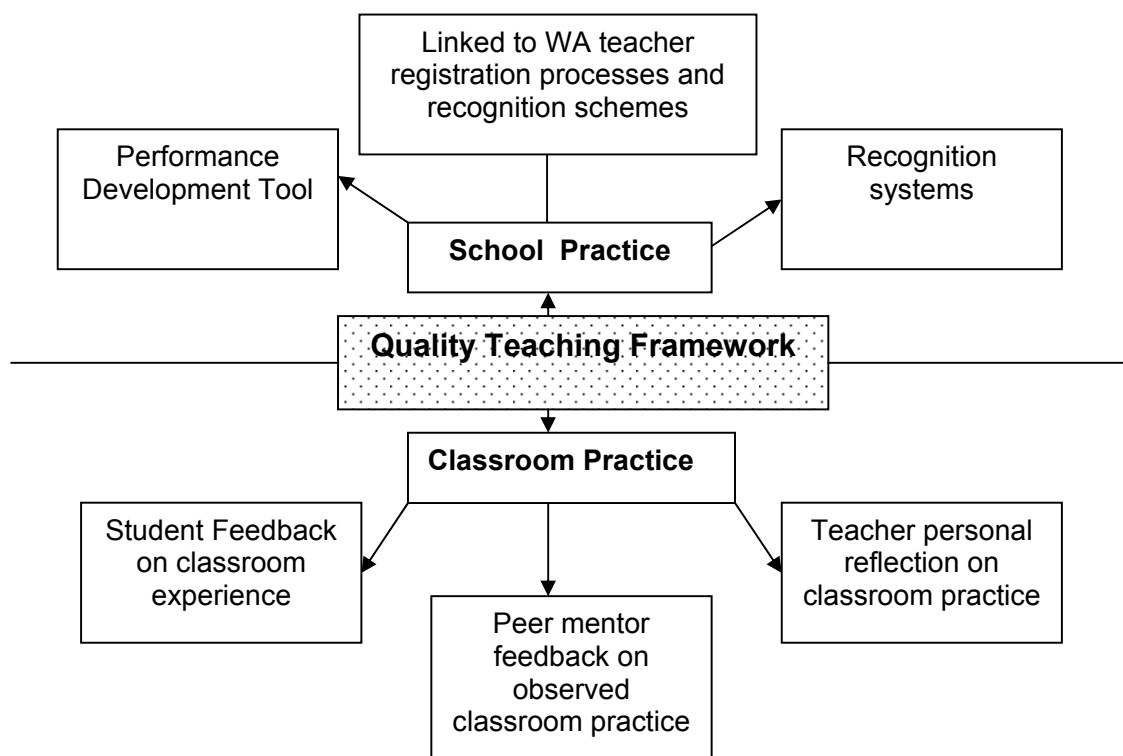 Linked to WA teacher
registration processes and
recognition schemes
Performance
Development Tool
Recognition
systems
School Practice
Quality Teaching Framework
Classroom Practice
Student Feedback
on classroom
experience
Peer mentor
feedback on
observed
classroom practice
Teacher personal
reflection on
classroom practice